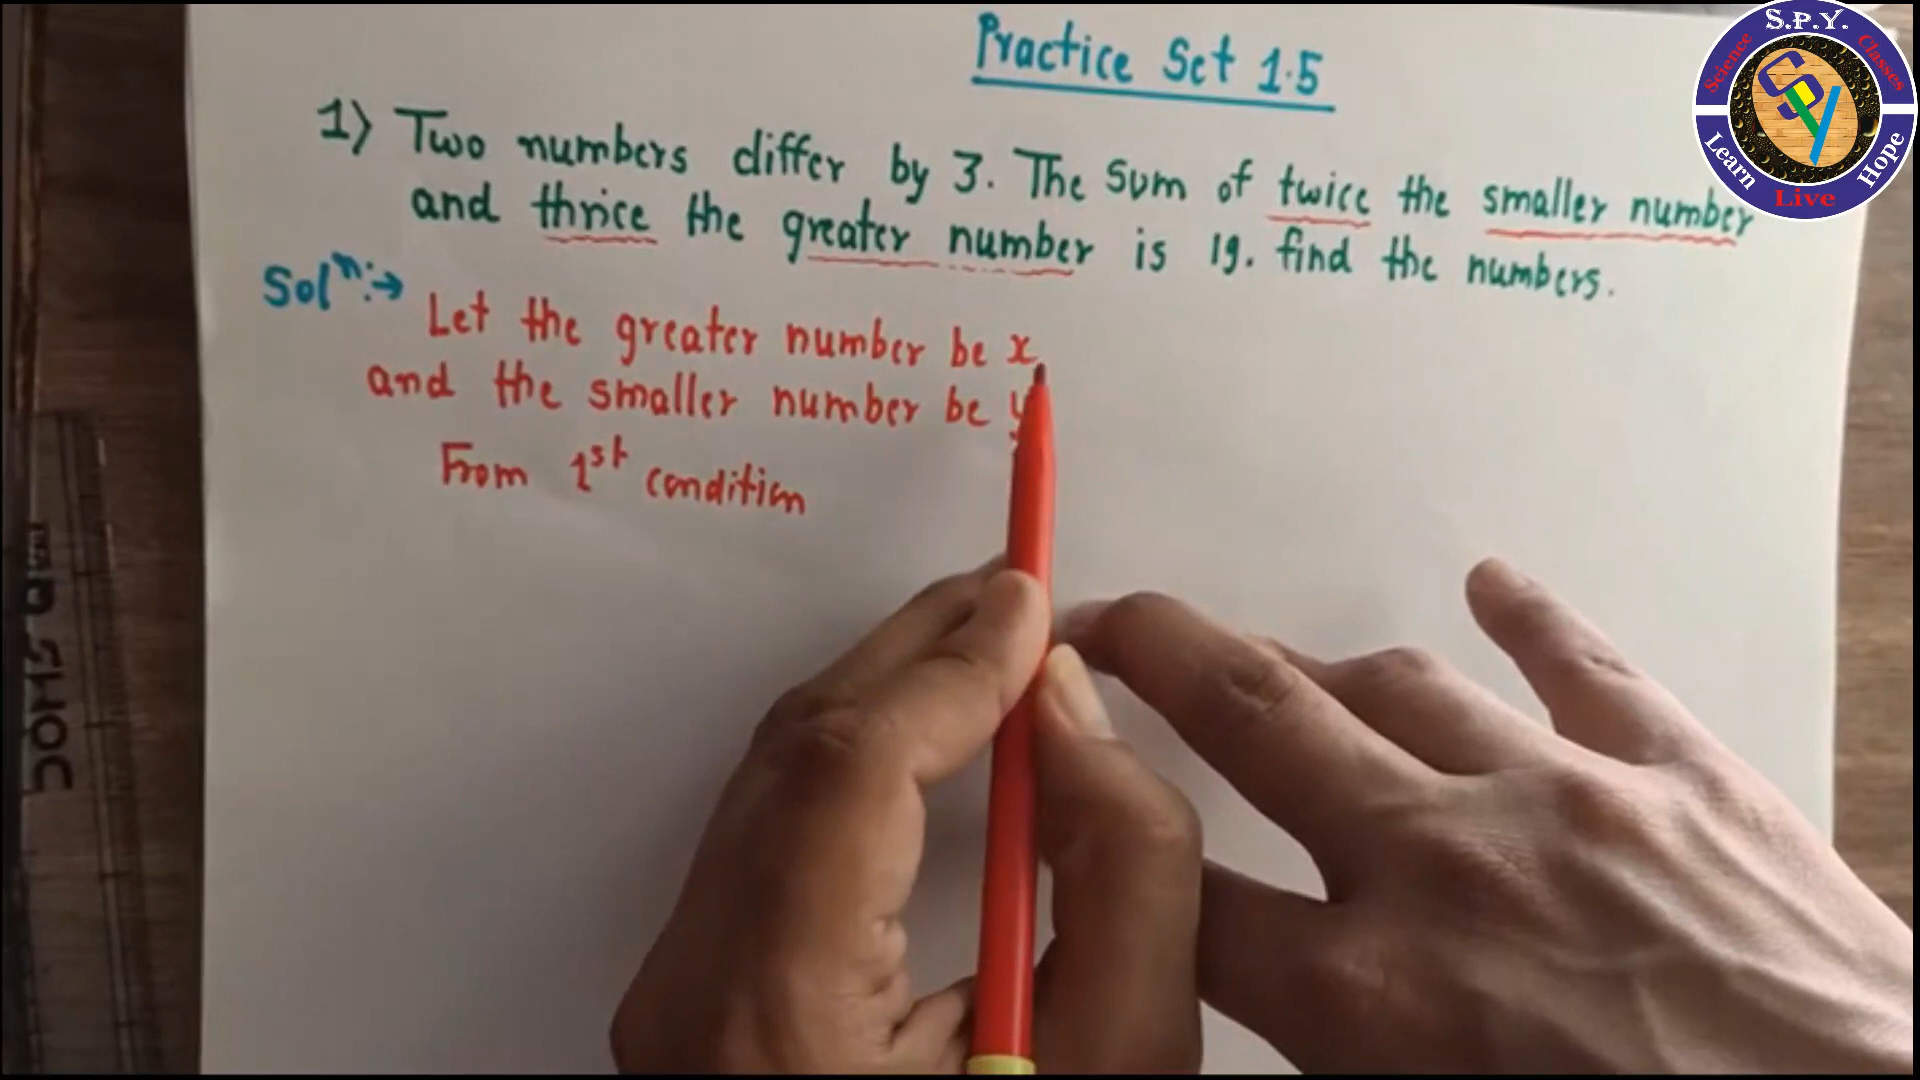 Practice Set 1.5
1) Two numbers differ by 3. The sum of twice the smaller number
and thrice the greater number is 19. find the numbers.
Solⁿ:→
Let the greater number be x
and the smaller number be y
From 1ˢᵗ condition
S.P.Y.
Science
Classes
SPY
Learn
Live
Hope